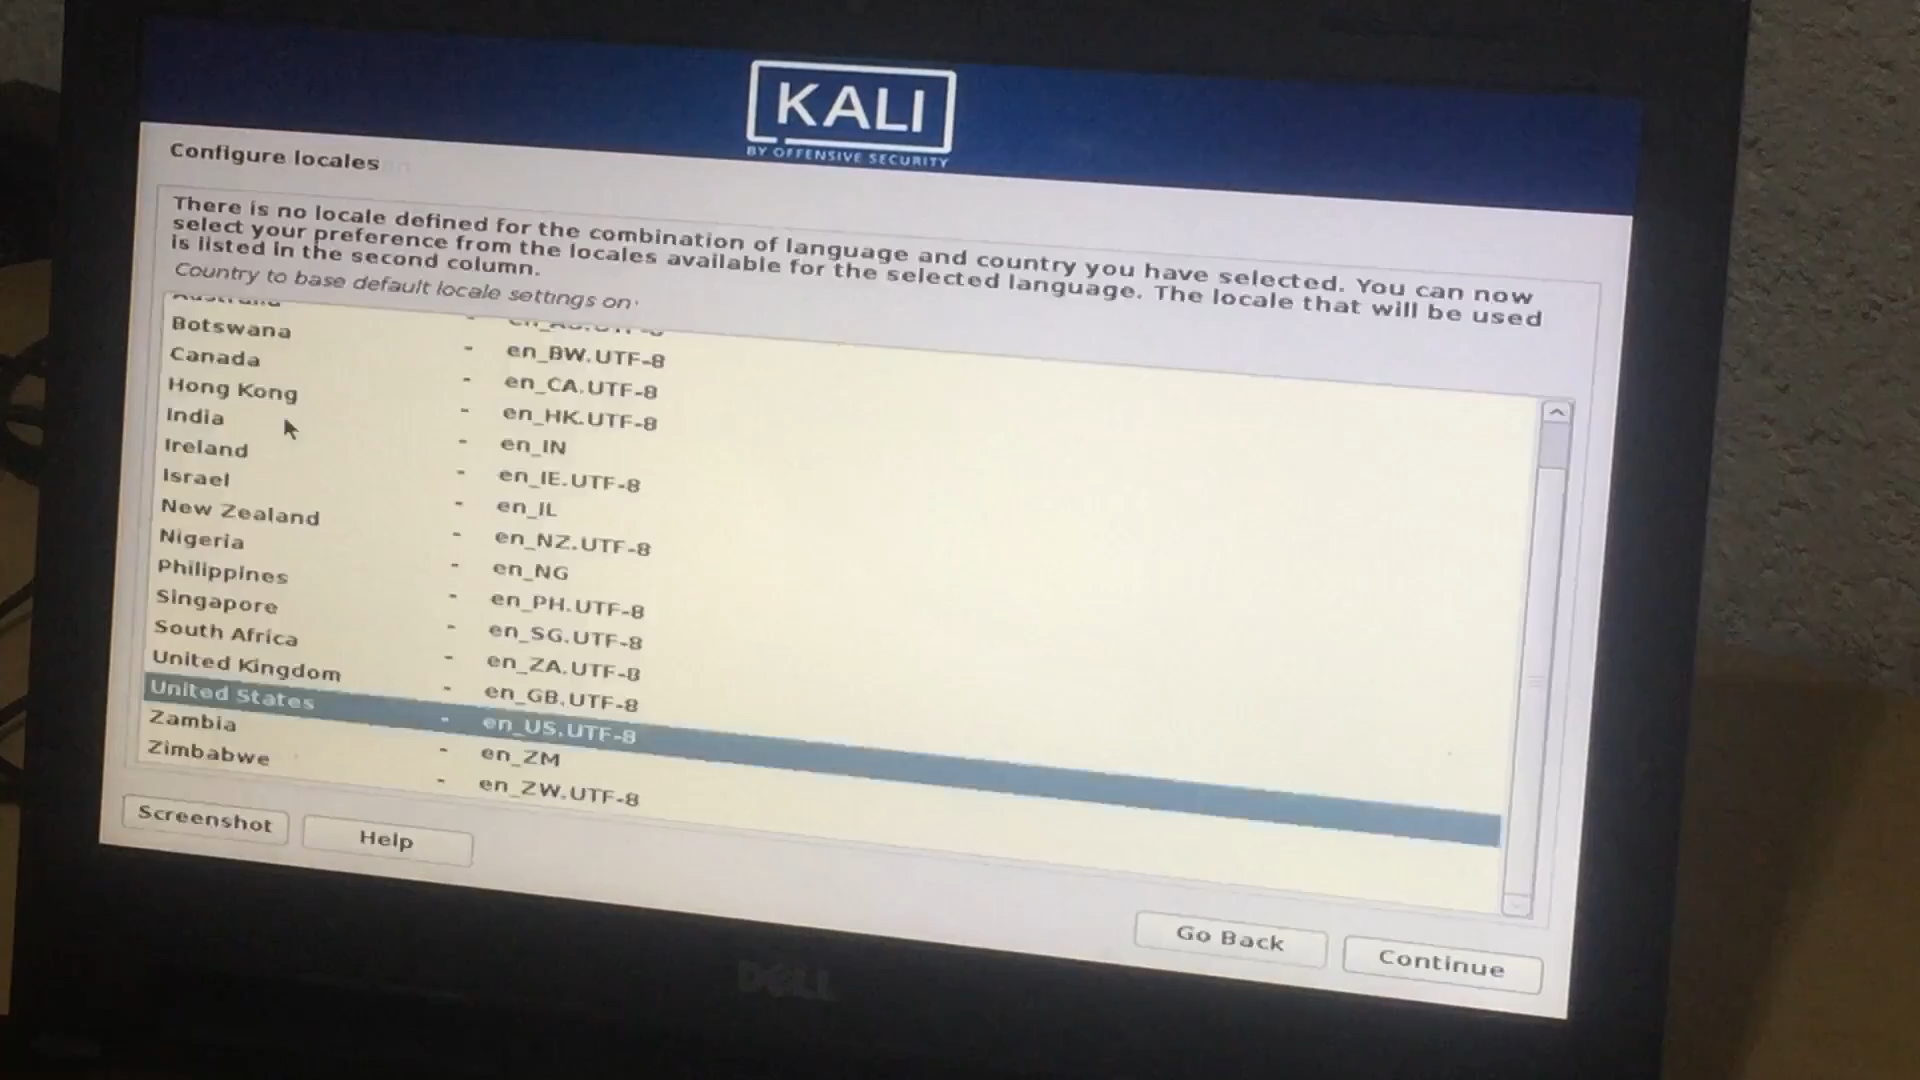 KALI
BY OFFENSIVE SECURITY
Configure locales
There is no locale defined for the combination of language and country you have selected. You can now
select your preference from the locales available for the selected language. The locale that will be used
is listed in the second column.
Country to base default locale settings on:
Australia
Botswana - en_BW.UTF-8
Canada - en_CA.UTF-8
Hong Kong - en_HK.UTF-8
India - en_IN
Ireland - en_IE.UTF-8
Israel - en_IL
New Zealand - en_NZ.UTF-8
Nigeria - en_NG
Philippines - en_PH.UTF-8
Singapore - en_SG.UTF-8
South Africa - en_ZA.UTF-8
United Kingdom - en_GB.UTF-8
United States - en_US.UTF-8
Zambia - en_ZM
Zimbabwe - en_ZW.UTF-8
Screenshot Help
Go Back Continue
DELL